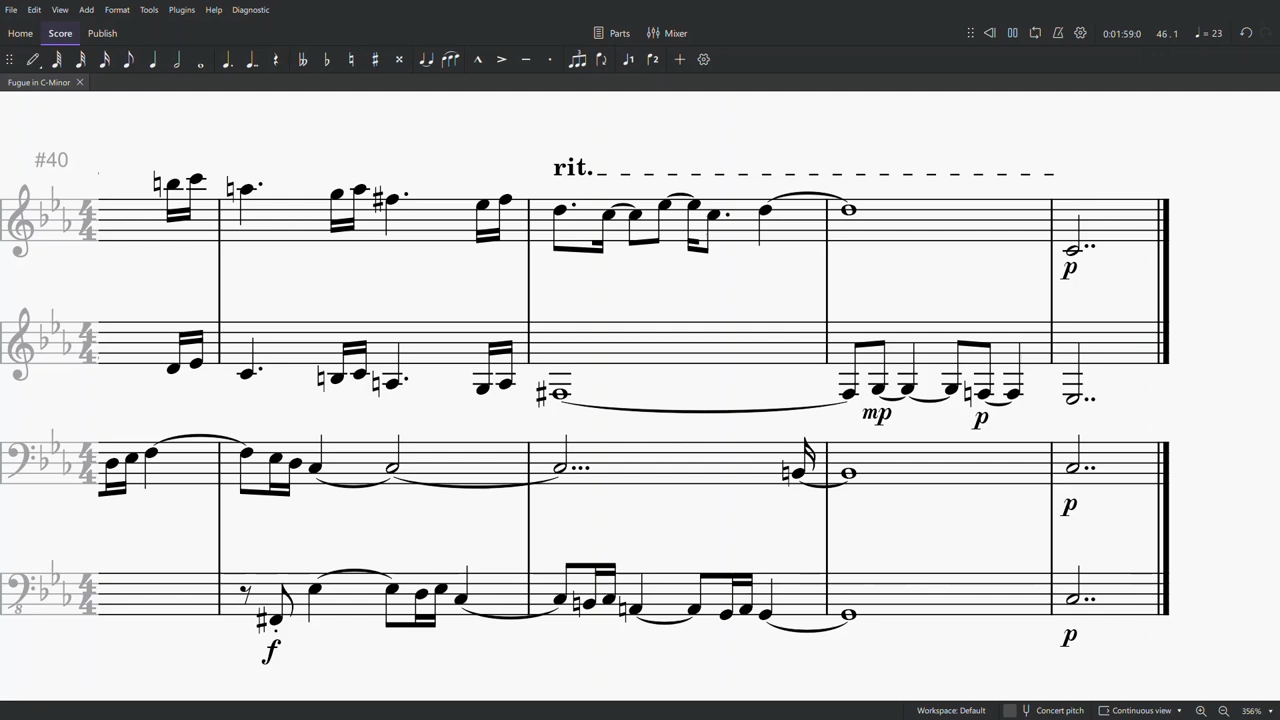 File Edit View Add Format Tools Plugins Help Diagnostic
Home Score Publish Parts Mixer 0:01:59:0 46 . 1 ♩ = 23
Fugue in C-Minor
#40
rit.
p
mp p
p
f p
Workspace: Default Concert pitch Continuous view 356%